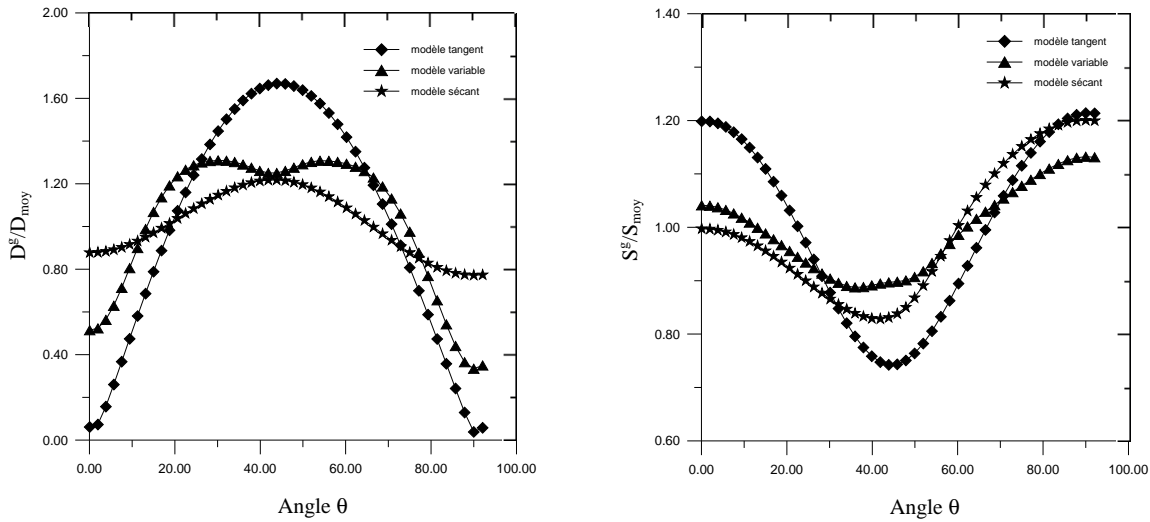 2.00
1.60
1.20
0.80
0.40
0.00
D^g/D_moy
modèle tangent
modèle variable
modèle sécant
0.00 20.00 40.00 60.00 80.00 100.00
Angle θ
1.40
1.20
1.00
0.80
0.60
S^g/S_moy
modèle tangent
modèle variable
modèle sécant
0.00 20.00 40.00 60.00 80.00 100.00
Angle θ